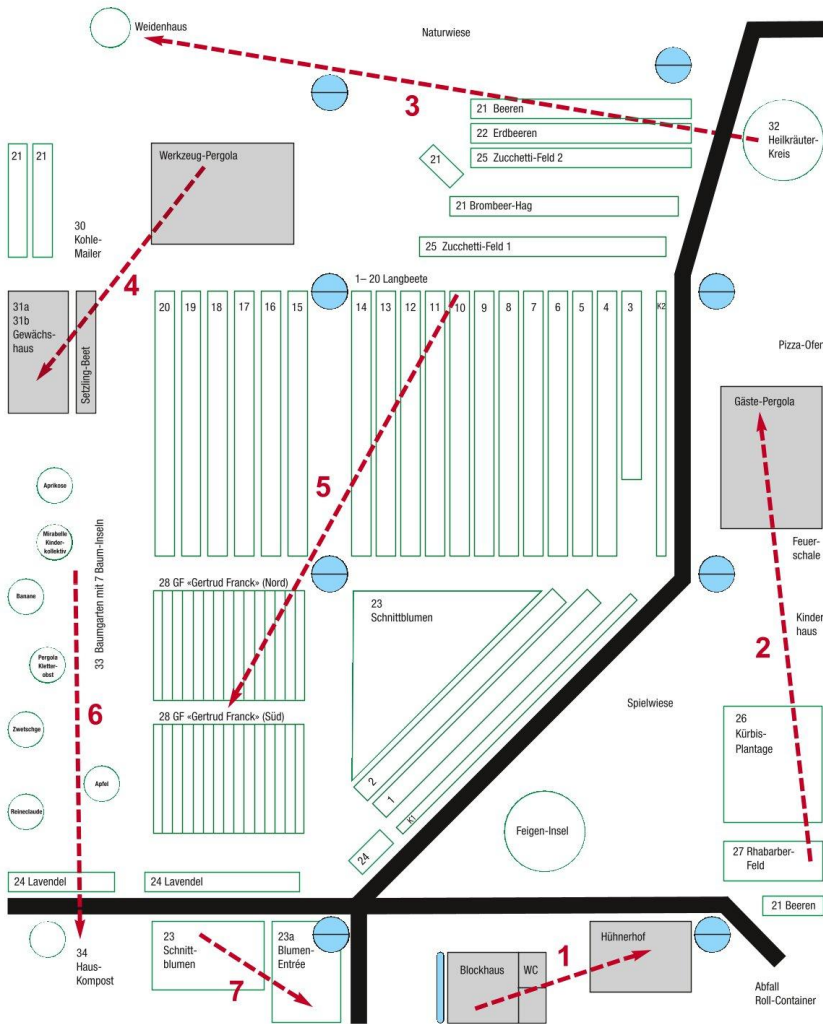 Weidenhaus
Naturwiese
3
21 Beeren
22 Erdbeeren
25 Zucchetti-Feld 2
32
Heilkräuter-
Kreis
21
21
Werkzeug-Pergola
21
21 Brombeer-Hag
30
Kohle-
Mailer
25 Zucchetti-Feld 1
4
1– 20 Langbeete
31a
31b
Gewächs-
haus
Setzling-Beet
20
19
18
17
16
15
14
13
12
11
10
9
8
7
6
5
4
3
K2
Pizza-Ofen
Gäste-Pergola
5
Aprikose
Mirabelle
Kinder-
kollektiv
Feuer-
schale
33 Baumgarten mit 7 Baum-Inseln
Banane
28 GF «Gertrud Franck» (Nord)
23
Schnittblumen
Kinder
haus
2
Pergola
Kletter-
obst
6
28 GF «Gertrud Franck» (Süd)
Spielwiese
26
Kürbis-
Plantage
Zwetschge
Apfel
2
1
K1
Reineclaude
Feigen-Insel
24
27 Rhabarber-
Feld
24 Lavendel
24 Lavendel
21 Beeren
34
Haus-
Kompost
23
Schnitt-
blumen
23a
Blumen-
Entrée
7
Blockhaus
WC
1
Hühnerhof
Abfall
Roll-Container